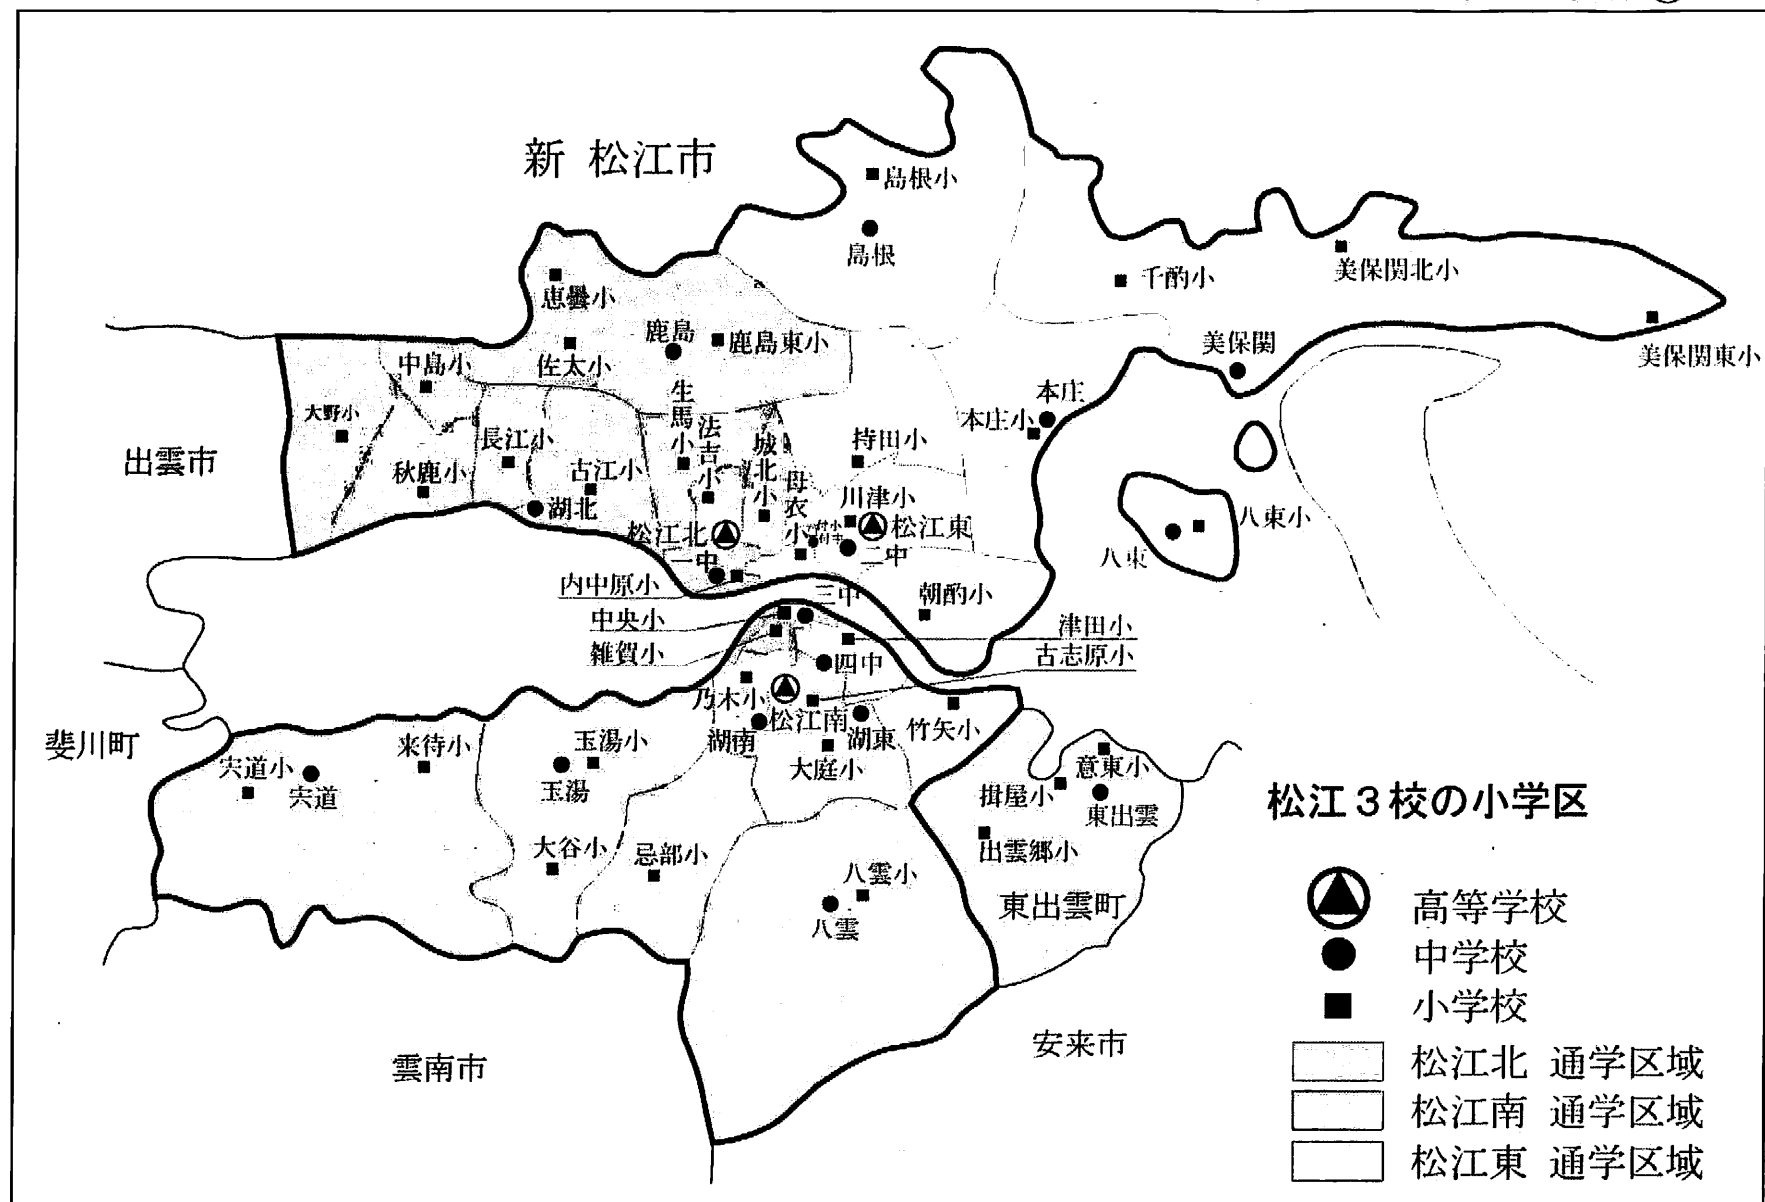 新 松江市
島根小
島根
千酌小
美保関北小
美保関東小
美保関
恵曇小
佐太小
鹿島
鹿島東小
中島小
大野小
秋鹿小
長江小
古江小
湖北
生馬小
法吉小
城北小
母衣小
持田小
川津小
本庄
本庄小
出雲市
松江北
松江東
一中
二中
内中原小
朝酌小
八束
八束小
三中
中央小
雑賀小
津田小
古志原小
四中
乃木小
松江南
湖南
湖東
竹矢小
大庭小
斐川町
宍道小
宍道
来待小
玉湯小
玉湯
大谷小
忌部小
八雲小
八雲
意東小
揖屋小
東出雲
出雲郷小
東出雲町
雲南市
安来市
松江3校の小学区
高等学校
中学校
小学校
松江北 通学区域
松江南 通学区域
松江東 通学区域